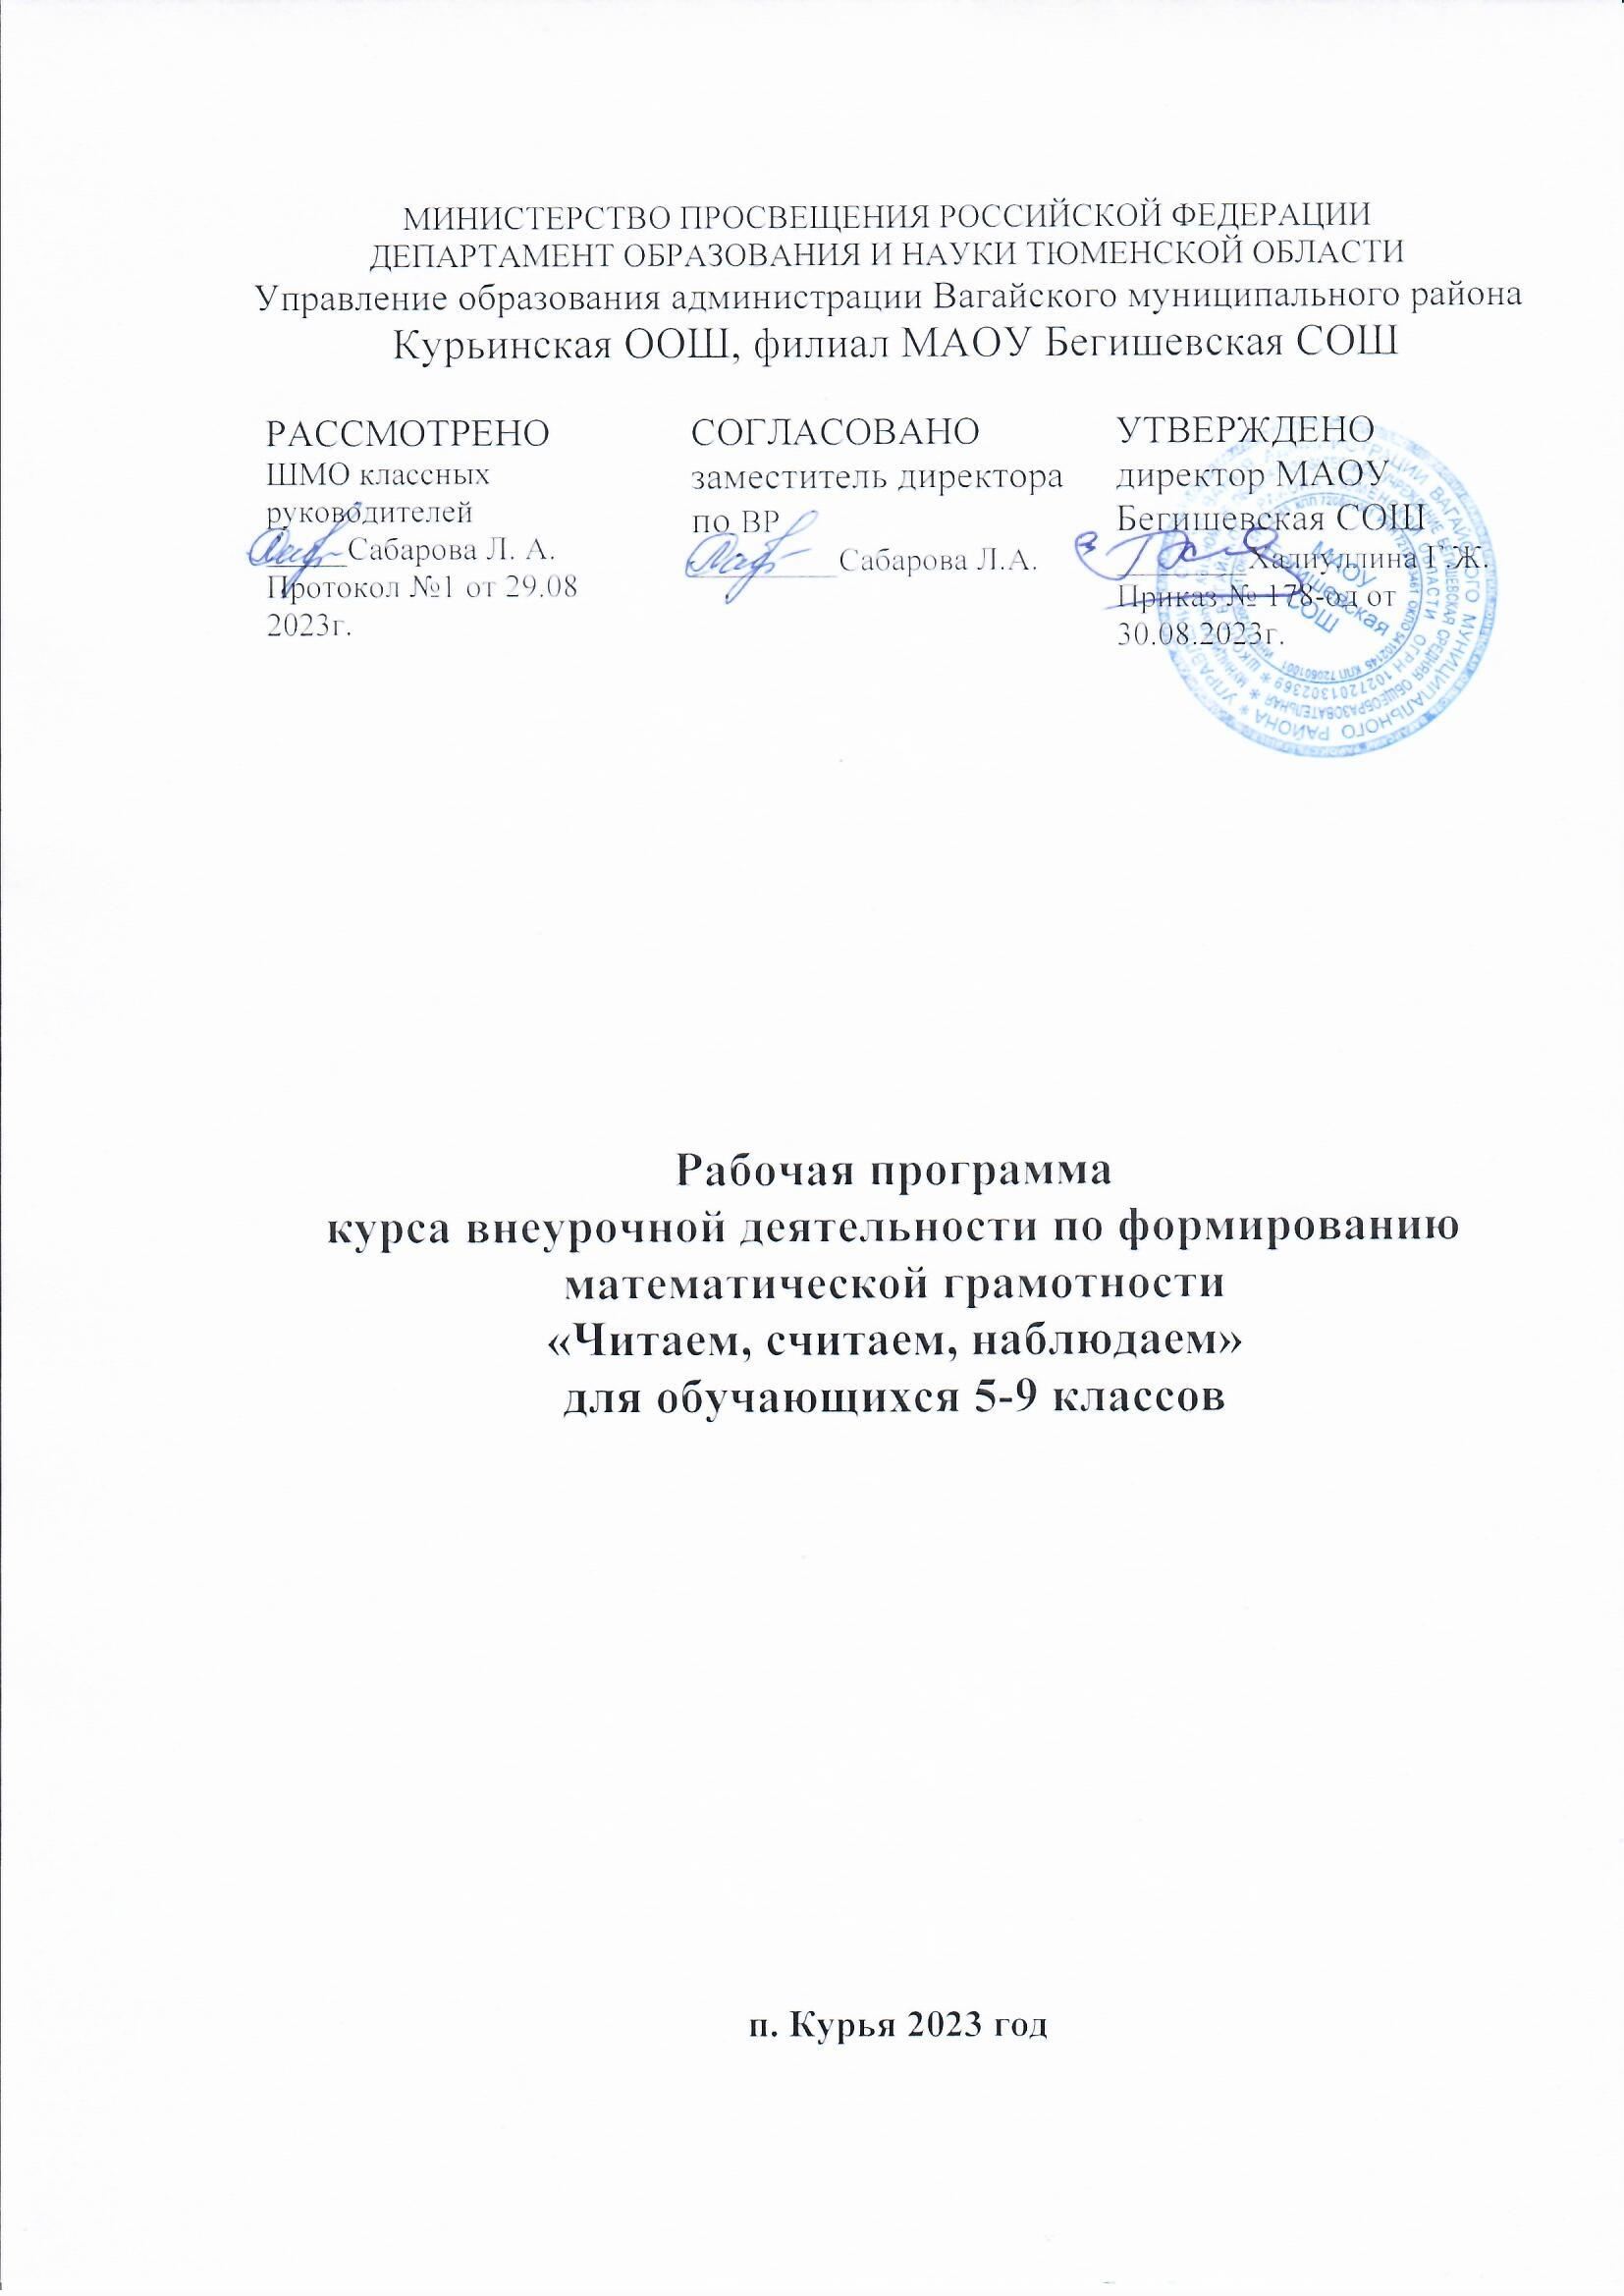 МИНИСТЕРСТВО ПРОСВЕЩЕНИЯ РОССИЙСКОЙ ФЕДЕРАЦИИ
ДЕПАРТАМЕНТ ОБРАЗОВАНИЯ И НАУКИ ТЮМЕНСКОЙ ОБЛАСТИ
Управление образования администрации Вагайского муниципального района
Курьинская ООШ, филиал МАОУ Бегишевская СОШ
РАССМОТРЕНО
ШМО классных
руководителей
Сабарова Л. А.
Протокол №1 от 29.08
2023г.
СОГЛАСОВАНО
заместитель директора
по ВР
Сабарова Л.А.
УТВЕРЖДЕНО
директор МАОУ
Бегишевская СОШ
Халиуллина Г.Ж.
Приказ № 178-од от
30.08.2023г.
МАОУ
Бегишевская
СОШ
Рабочая программа
курса внеурочной деятельности по формированию
математической грамотности
«Читаем, считаем, наблюдаем»
для обучающихся 5-9 классов
п. Курья 2023 год